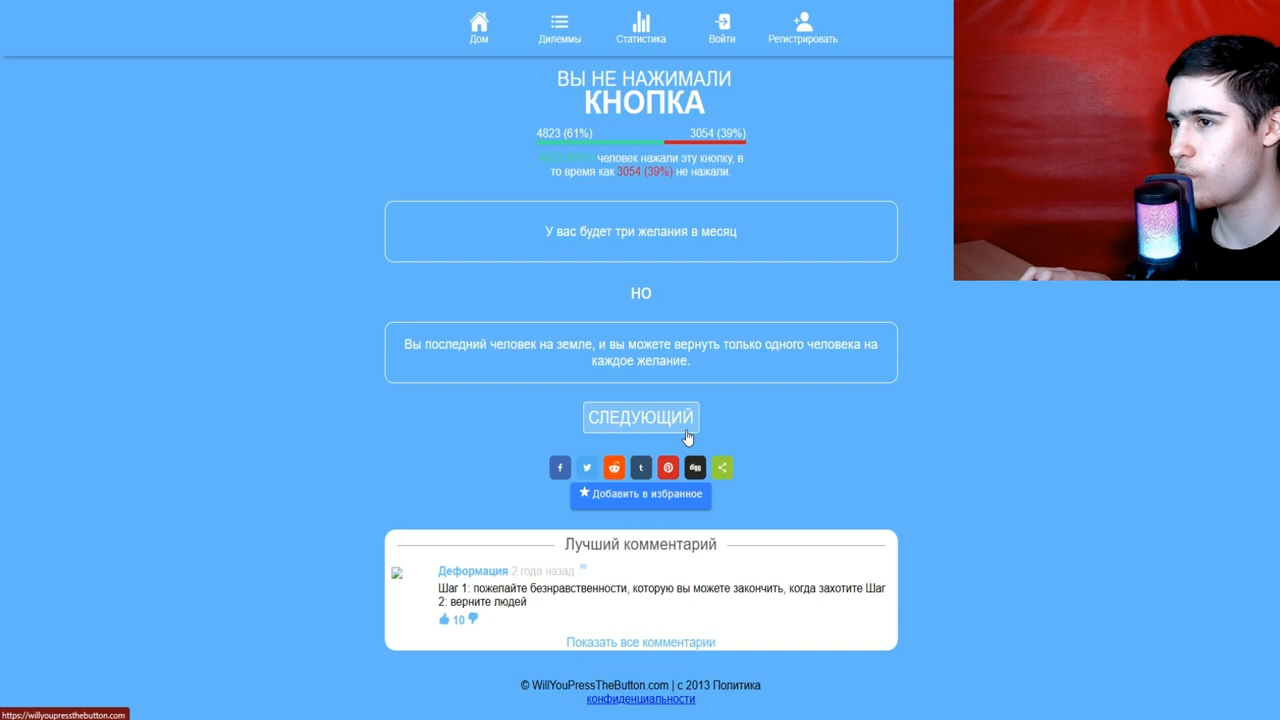 Дом
Дилеммы
Статистика
Войти
Регистрировать
ВЫ НЕ НАЖИМАЛИ
КНОПКА
4823 (61%)
3054 (39%)
человек нажали эту кнопку, в
то время как 3054 (39%) не нажали.
У вас будет три желания в месяц
НО
Вы последний человек на земле, и вы можете вернуть только одного человека на
каждое желание.
СЛЕДУЮЩИЙ
f
t
digg
Добавить в избранное
Лучший комментарий
Деформация 2 года назад
Шаг 1: пожелайте безнравственности, которую вы можете закончить, когда захотите Шаг
2: верните людей
10
Показать все комментарии
© WillYouPressTheButton.com | с 2013 Политика
конфиденциальности
https://willyoupressthebutton.com